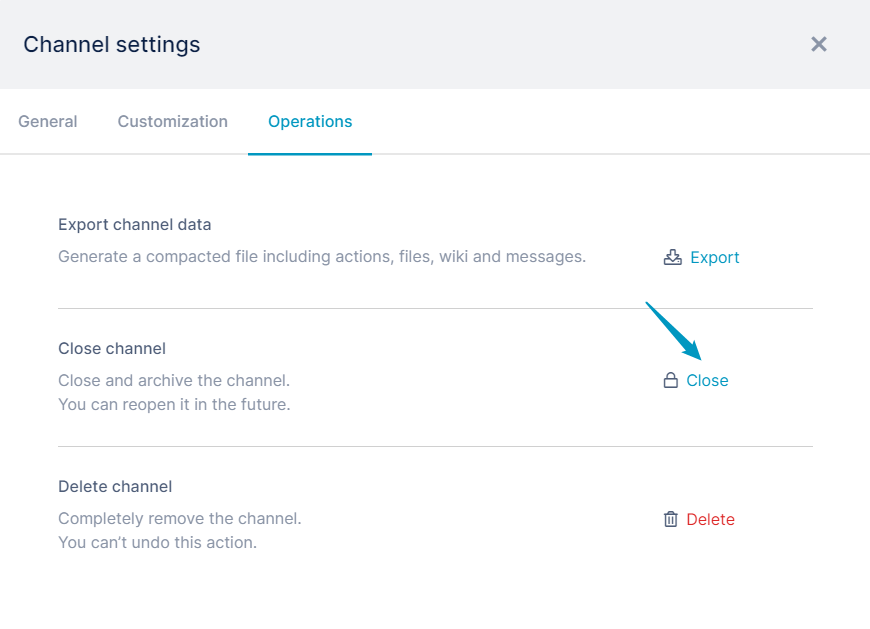 Channel settings
General
Customization
Operations
Export channel data
Generate a compacted file including actions, files, wiki and messages.
Export
Close channel
Close and archive the channel.
You can reopen it in the future.
Close
Delete channel
Completely remove the channel.
You can’t undo this action.
Delete